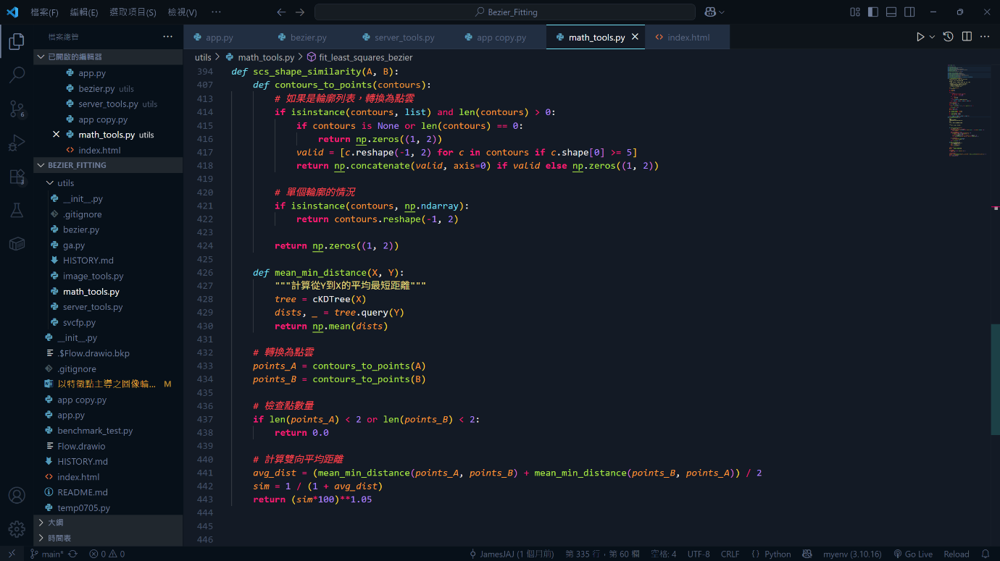 檔案(F) 編輯(E) 選取項目(S) 檢視(V) ··· Bezier_Fitting
檔案總管 ···
已開啟的編輯器
app.py
bezier.py utils
server_tools.py utils
app copy.py
math_tools.py utils
index.html
BEZIER_FITTING
utils
__init__.py
.gitignore
bezier.py
ga.py
HISTORY.md
image_tools.py
math_tools.py
server_tools.py
svcfp.py
__init__.py
.$Flow.drawio.bkp
.gitignore
以特徵點主導之圖像輪... M
app copy.py
app.py
benchmark_test.py
Flow.drawio
HISTORY.md
index.html
README.md
temp0705.py
大綱
時間表
6
3
app.py bezier.py server_tools.py app copy.py math_tools.py index.html
utils > math_tools.py > fit_least_squares_bezier
394 def scs_shape_similarity(A, B):
407 def contours_to_points(contours):
413 # 如果是輪廓列表，轉換為點雲
414 if isinstance(contours, list) and len(contours) > 0:
415 if contours is None or len(contours) == 0:
416 return np.zeros((1, 2))
417 valid = [c.reshape(-1, 2) for c in contours if c.shape[0] >= 5]
418 return np.concatenate(valid, axis=0) if valid else np.zeros((1, 2))
419
420 # 單個輪廓的情況
421 if isinstance(contours, np.ndarray):
422 return contours.reshape(-1, 2)
423
424 return np.zeros((1, 2))
425
426 def mean_min_distance(X, Y):
427 """計算從Y到X的平均最短距離"""
428 tree = cKDTree(X)
429 dists, _ = tree.query(Y)
430 return np.mean(dists)
431
432 # 轉換為點雲
433 points_A = contours_to_points(A)
434 points_B = contours_to_points(B)
435
436 # 檢查點數量
437 if len(points_A) < 2 or len(points_B) < 2:
438 return 0.0
439
440 # 計算雙向平均距離
441 avg_dist = (mean_min_distance(points_A, points_B) + mean_min_distance(points_B, points_A)) / 2
442 sim = 1 / (1 + avg_dist)
443 return (sim*100)**1.05
444
445
446
main* 0 0 JamesJAJ (1 個月前) 第 335 行，第 60 欄 空格: 4 UTF-8 CRLF {} Python myenv (3.10.16) Go Live Reload